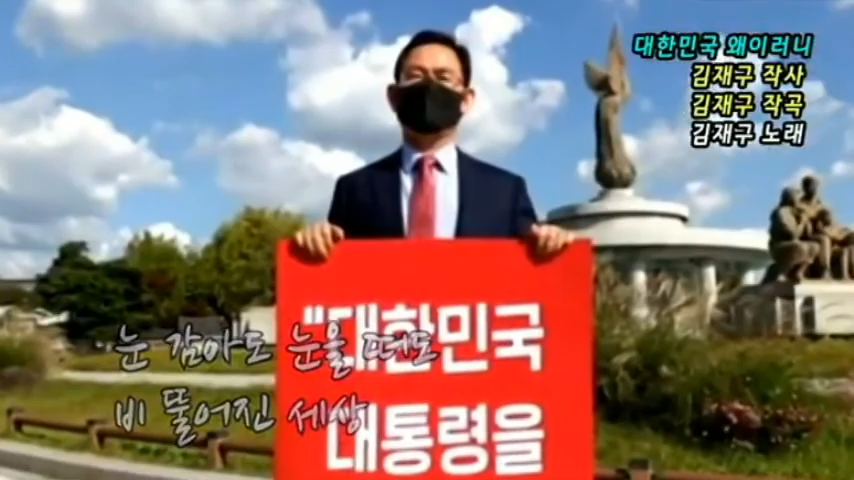 대한민국 왜이러니
김재구 작사
김재구 작곡
김재구 노래
"대한민국
대통령을
눈 감아도 눈을 떠도
비 뚤어진 세상